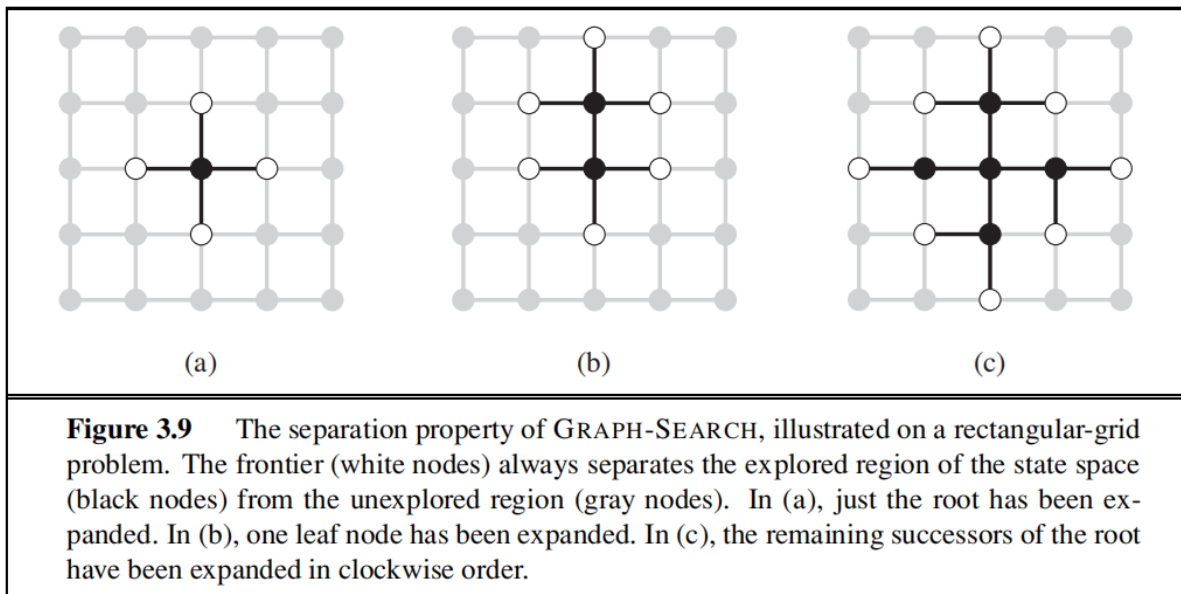 (a)
(b)
(c)
Figure 3.9 The separation property of GRAPH-SEARCH, illustrated on a rectangular-grid
problem. The frontier (white nodes) always separates the explored region of the state space
(black nodes) from the unexplored region (gray nodes). In (a), just the root has been ex-
panded. In (b), one leaf node has been expanded. In (c), the remaining successors of the root
have been expanded in clockwise order.